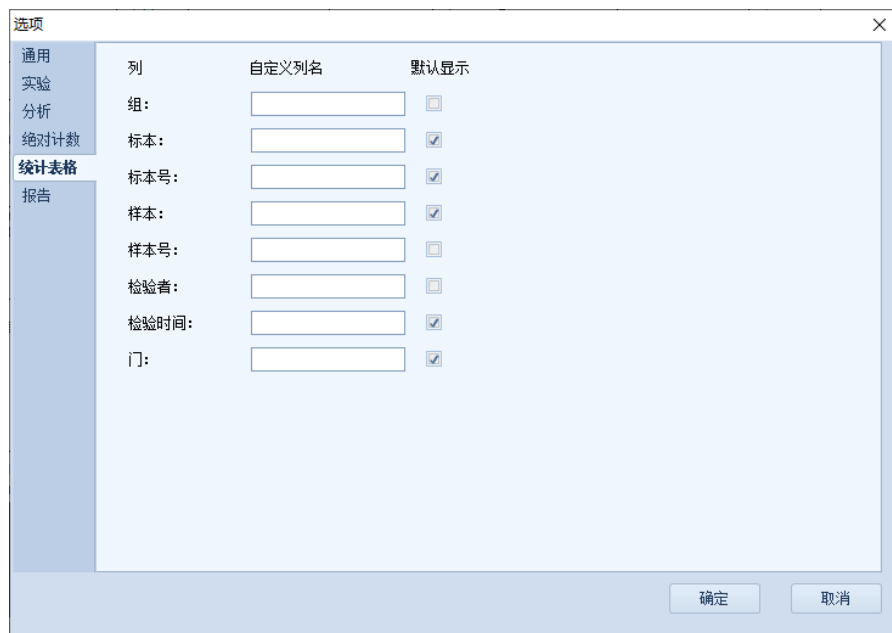 选项
通用
实验
分析
绝对计数
统计表格
报告
列 自定义列名 默认显示
组：
标本：
标本号：
样本：
样本号：
检验者：
检验时间：
门：
确定 取消